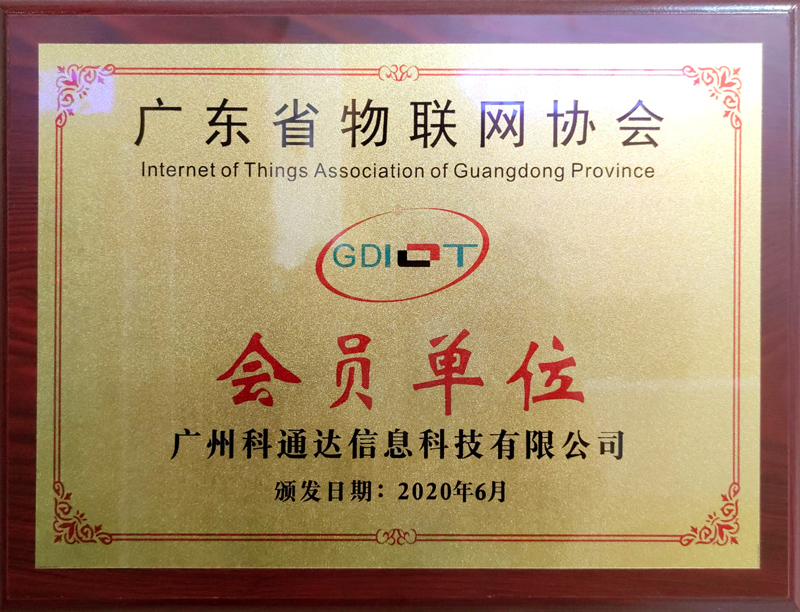 广东省物联网协会
Internet of Things Association of Guangdong Province
GDIOT
会员单位
广州科通达信息科技有限公司
颁发日期：2020年6月